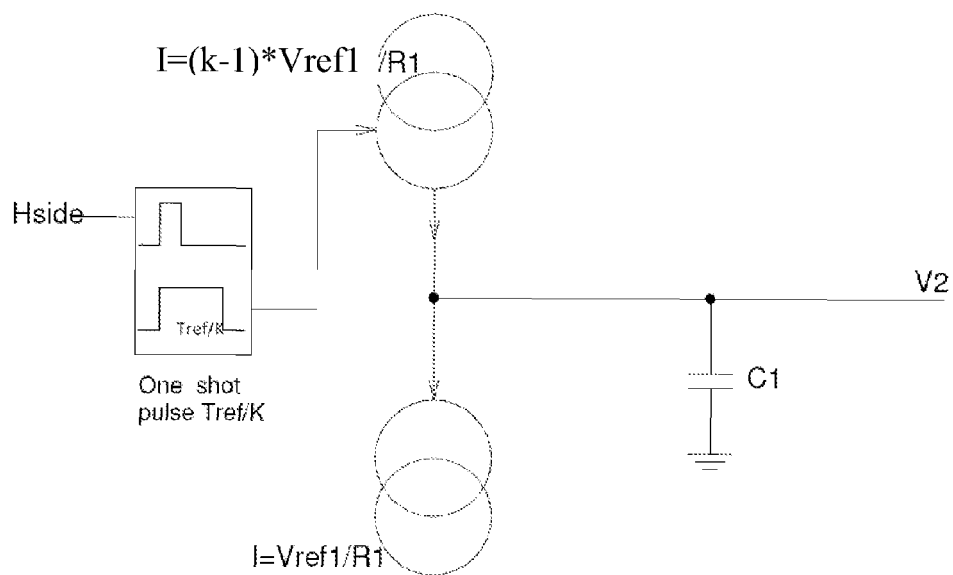 I=(k-1)*Vref1 /R1
Hside
Tref/K
One shot
pulse Tref/K
V2
C1
I=Vref1/R1